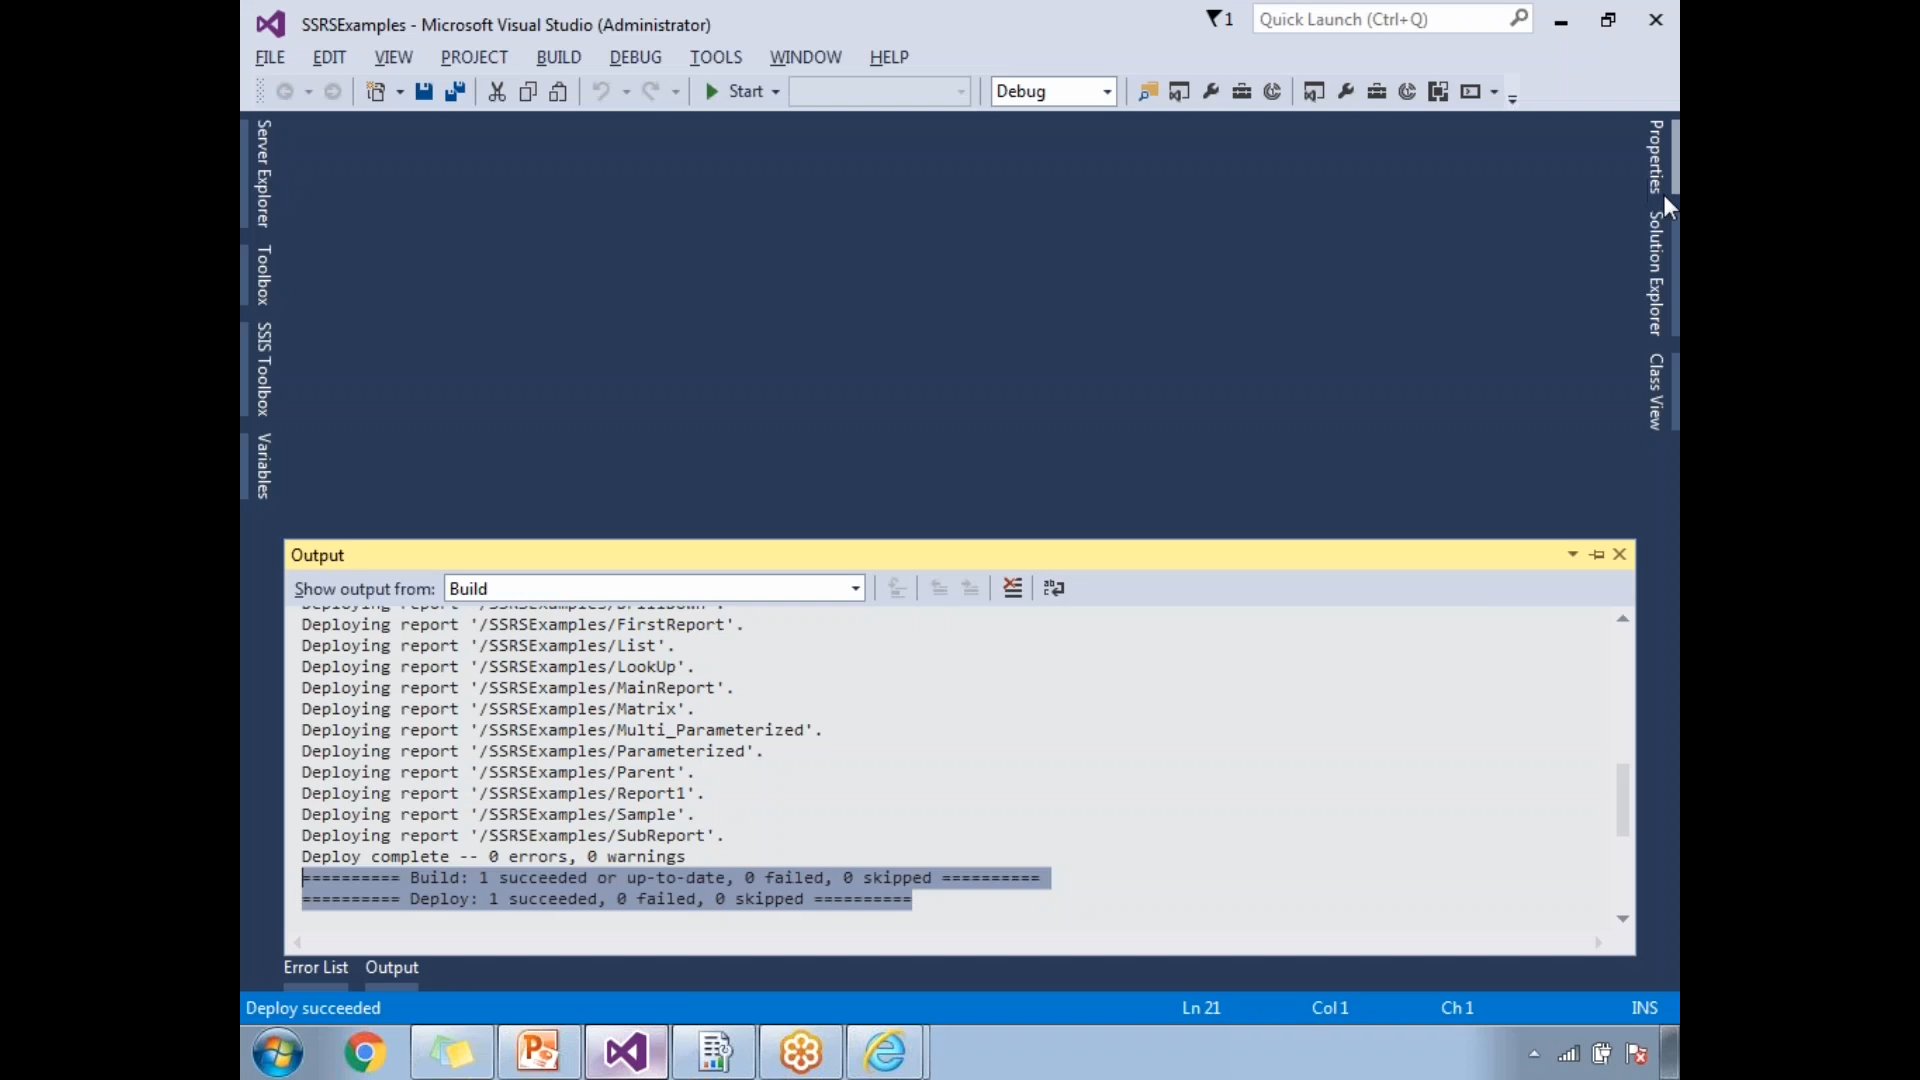 SSRSExamples - Microsoft Visual Studio (Administrator)
1
Quick Launch (Ctrl+Q)
FILE EDIT VIEW PROJECT BUILD DEBUG TOOLS WINDOW HELP
Start
Debug
Server Explorer
Toolbox
SSIS Toolbox
Variables
Properties
Solution Explorer
Class View
Output
Show output from: Build
Deploying report '/SSRSExamples/DrillDown'.
Deploying report '/SSRSExamples/FirstReport'.
Deploying report '/SSRSExamples/List'.
Deploying report '/SSRSExamples/LookUp'.
Deploying report '/SSRSExamples/MainReport'.
Deploying report '/SSRSExamples/Matrix'.
Deploying report '/SSRSExamples/Multi_Parameterized'.
Deploying report '/SSRSExamples/Parameterized'.
Deploying report '/SSRSExamples/Parent'.
Deploying report '/SSRSExamples/Report1'.
Deploying report '/SSRSExamples/Sample'.
Deploying report '/SSRSExamples/SubReport'.
Deploy complete -- 0 errors, 0 warnings
========== Build: 1 succeeded or up-to-date, 0 failed, 0 skipped ==========
========== Deploy: 1 succeeded, 0 failed, 0 skipped ==========
Error List Output
Deploy succeeded Ln 21 Col 1 Ch 1 INS